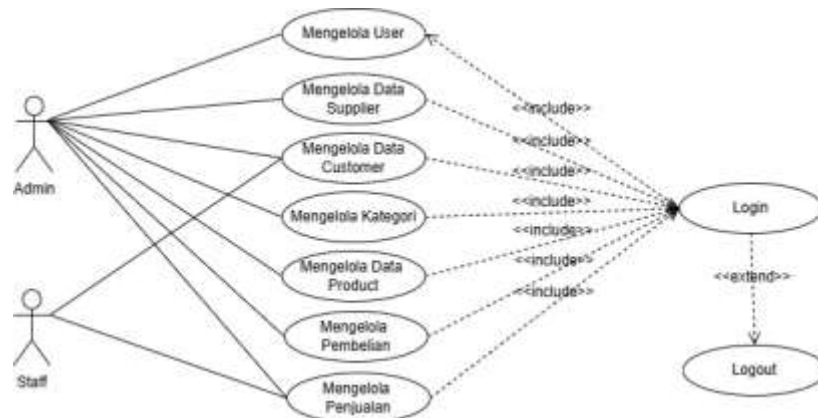 Mengelola User
Mengelola Data
Supplier
<<include>>
<<include>>
Admin
Mengelola Data
Customer
<<include>>
Mengelola Kategori
<<include>>
Login
<<include>>
Mengelola Data
Product
<<include>>
<<extend>>
<<include>>
Staff
Mengelola
Pembelian
Logout
Mengelola
Penjualan